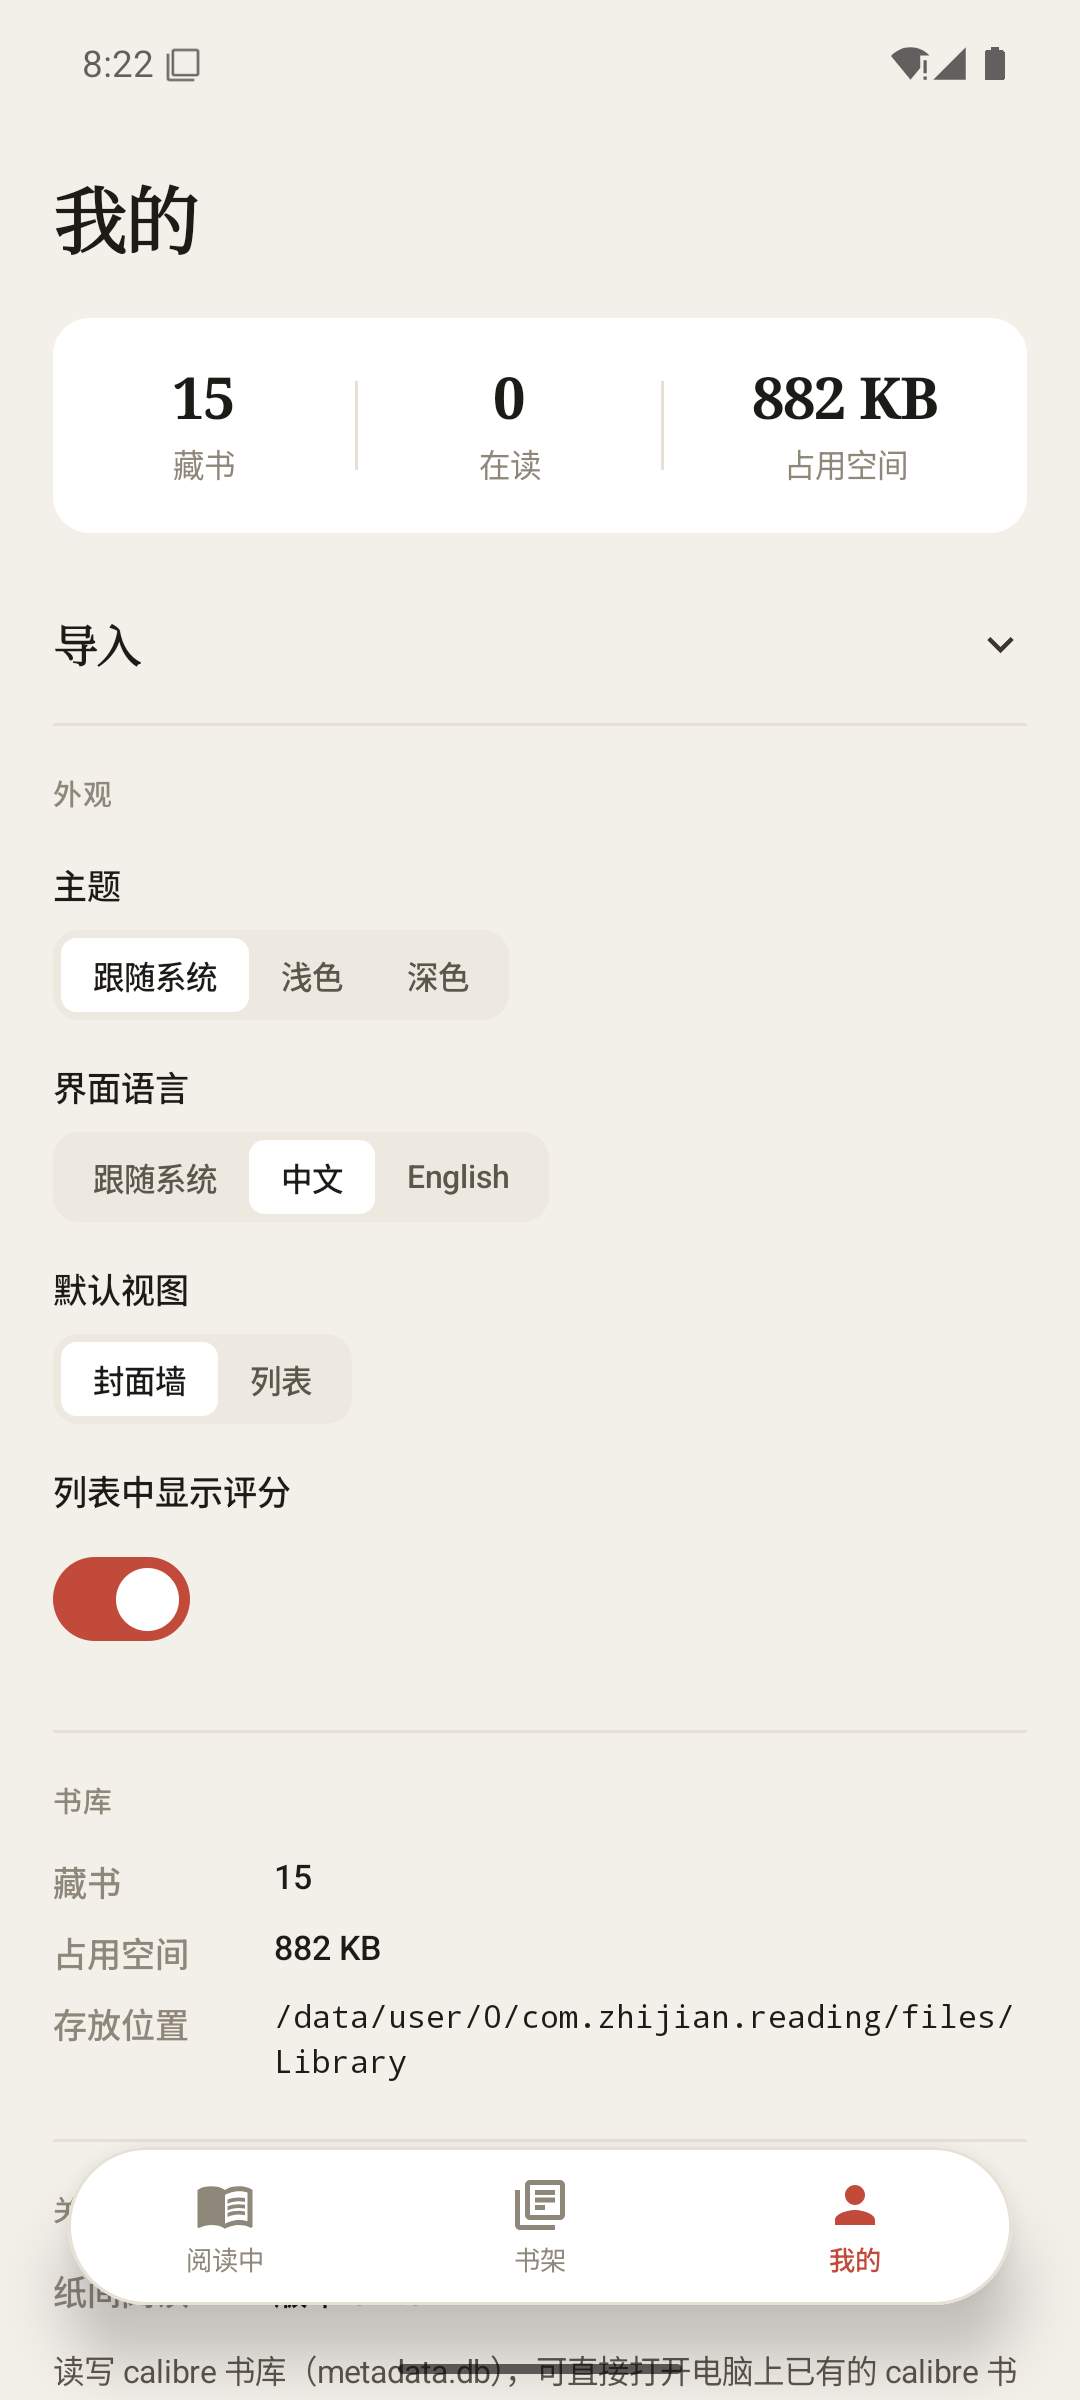 8:22
我的
15
0
882 KB
藏书
在读
占用空间
导入
外观
主题
跟随系统 浅色 深色
界面语言
跟随系统 中文 English
默认视图
封面墙 列表
列表中显示评分
书库
藏书 15
占用空间 882 KB
存放位置 /data/user/0/com.zhijian.reading/files/
Library
阅读中 书架 我的
读写 calibre 书库（metadata.db），可直接打开电脑上已有的 calibre 书